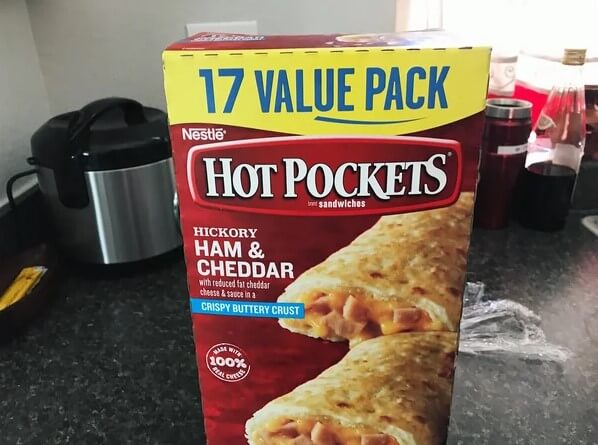 17 VALUE PACK
Nestlé®
HOT POCKETS®
brand sandwiches
HICKORY
HAM &
CHEDDAR
with reduced fat cheddar
cheese & sauce in a
CRISPY BUTTERY CRUST
MADE WITH
100%
REAL CHEESE